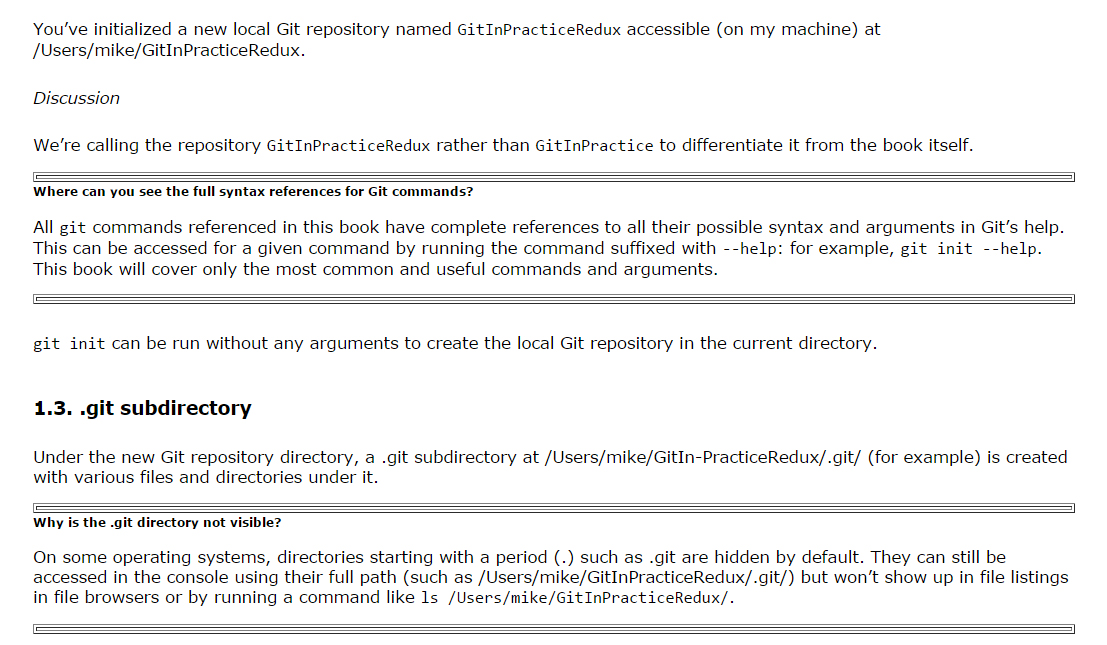 You’ve initialized a new local Git repository named GitInPracticeRedux accessible (on my machine) at
/Users/mike/GitInPracticeRedux.
Discussion
We’re calling the repository GitInPracticeRedux rather than GitInPractice to differentiate it from the book itself.
Where can you see the full syntax references for Git commands?
All git commands referenced in this book have complete references to all their possible syntax and arguments in Git’s help.
This can be accessed for a given command by running the command suffixed with --help: for example, git init --help.
This book will cover only the most common and useful commands and arguments.
git init can be run without any arguments to create the local Git repository in the current directory.
1.3. .git subdirectory
Under the new Git repository directory, a .git subdirectory at /Users/mike/GitIn-PracticeRedux/.git/ (for example) is created
with various files and directories under it.
Why is the .git directory not visible?
On some operating systems, directories starting with a period (.) such as .git are hidden by default. They can still be
accessed in the console using their full path (such as /Users/mike/GitInPracticeRedux/.git/) but won’t show up in file listings
in file browsers or by running a command like ls /Users/mike/GitInPracticeRedux/.